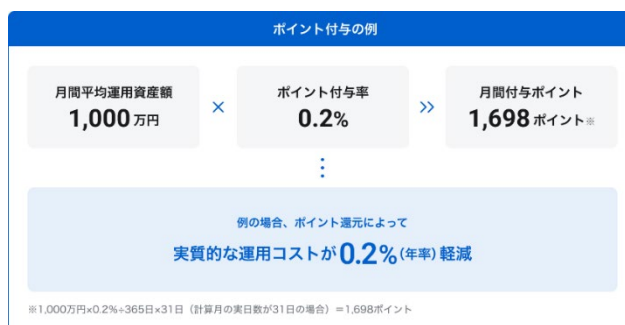 ポイント付与の例
月間平均運用資産額 ポイント付与率 月間付与ポイント
1,000万円 × 0.2% >> 1,698ポイント※
例の場合、ポイント還元によって
実質的な運用コストが0.2%(年率)軽減
※1,000万円×0.2%÷365日×31日（計算月の実日数が31日の場合）＝1,698ポイント